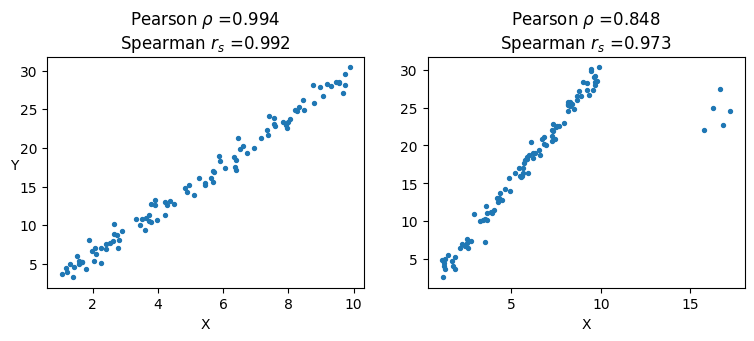 Pearson ρ =0.994
Spearman r_s =0.992
30
25
20
15
10
5
Y
2
4
6
8
10
X
Pearson ρ =0.848
Spearman r_s =0.973
30
25
20
15
10
5
5
10
15
X